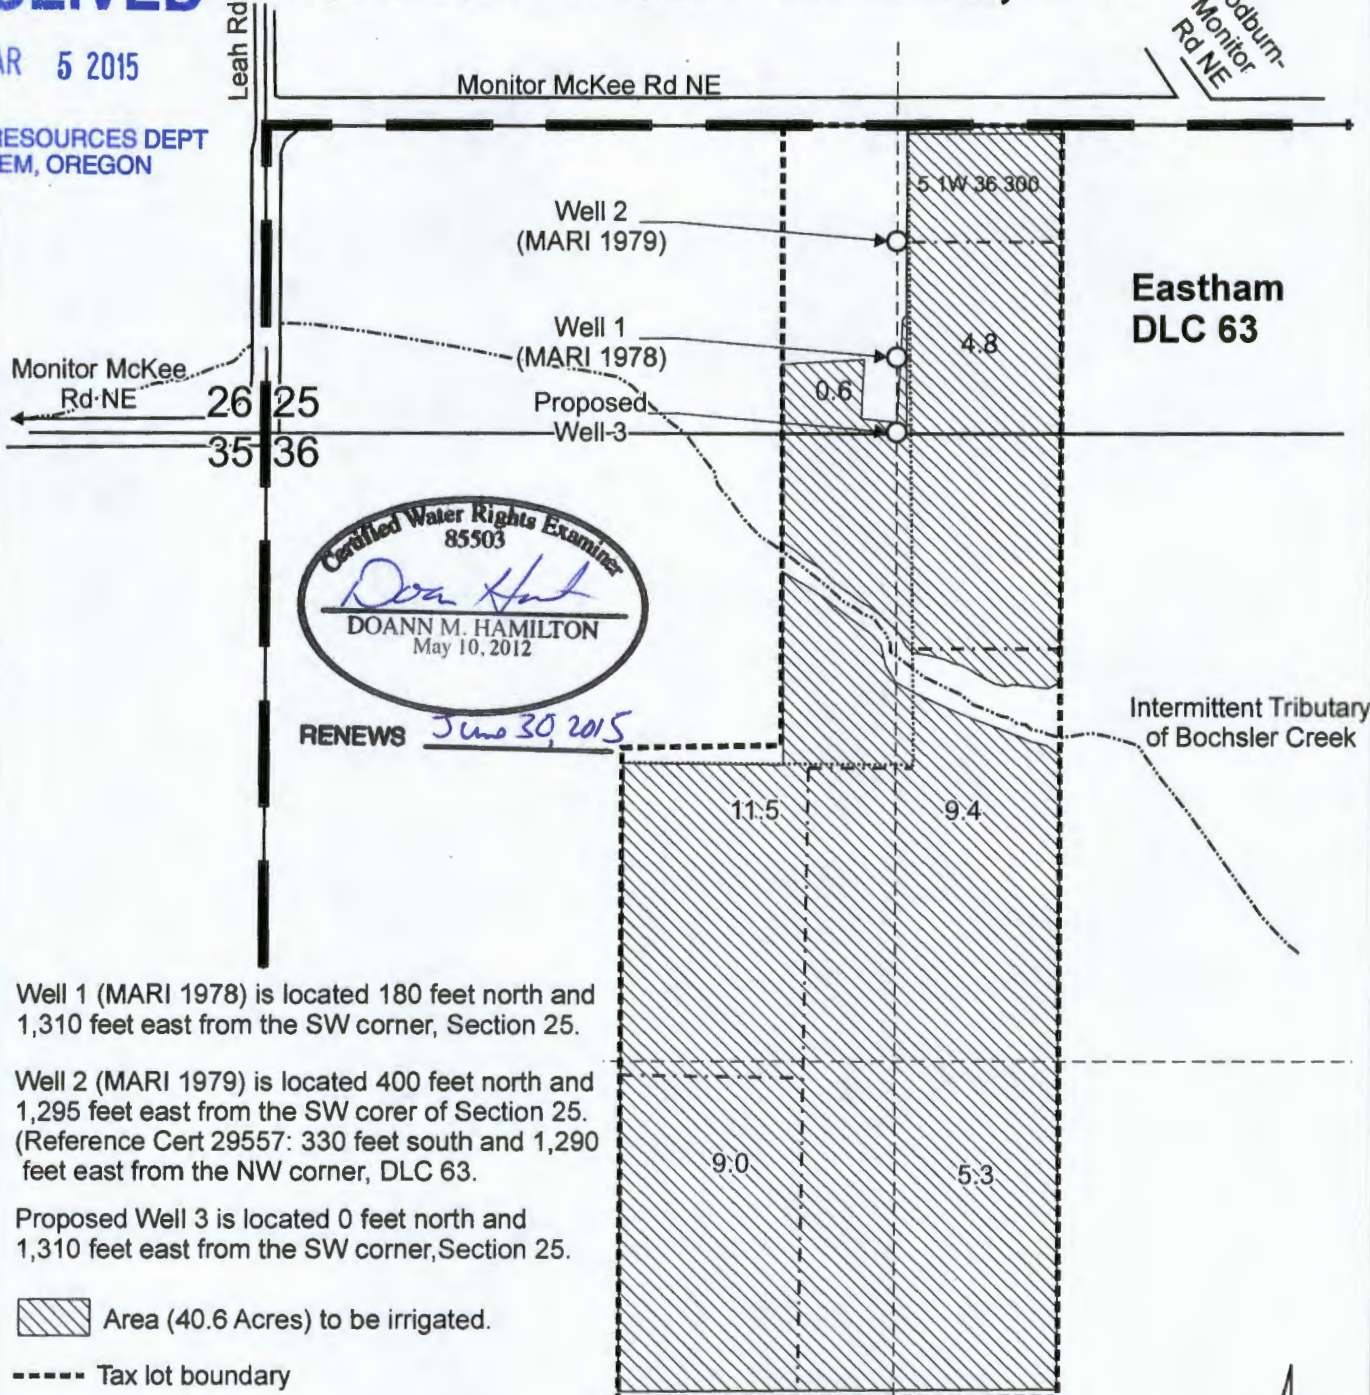 Leah Rd
5 2015
RESOURCES DEPT
OREGON
Monitor McKee Rd NE
Monitor
Rd NE
5 1W 36 300
Well 2
(MARI 1979)
Eastham
DLC 63
Well 1
(MARI 1978)
4.8
Monitor McKee
Rd NE
26 25
0.6
Proposed
Well 3
35 36
Certified Water Rights Examiner
85503
DOANN M. HAMILTON
May 10, 2012
RENEWS June 30, 2015
Intermittent Tributary
of Bochsler Creek
11.5
9.4
Well 1 (MARI 1978) is located 180 feet north and
1,310 feet east from the SW corner, Section 25.
Well 2 (MARI 1979) is located 400 feet north and
1,295 feet east from the SW corer of Section 25.
(Reference Cert 29557: 330 feet south and 1,290
feet east from the NW corner, DLC 63.
9.0
5.3
Proposed Well 3 is located 0 feet north and
1,310 feet east from the SW corner,Section 25.
Area (40.6 Acres) to be irrigated.
Tax lot boundary